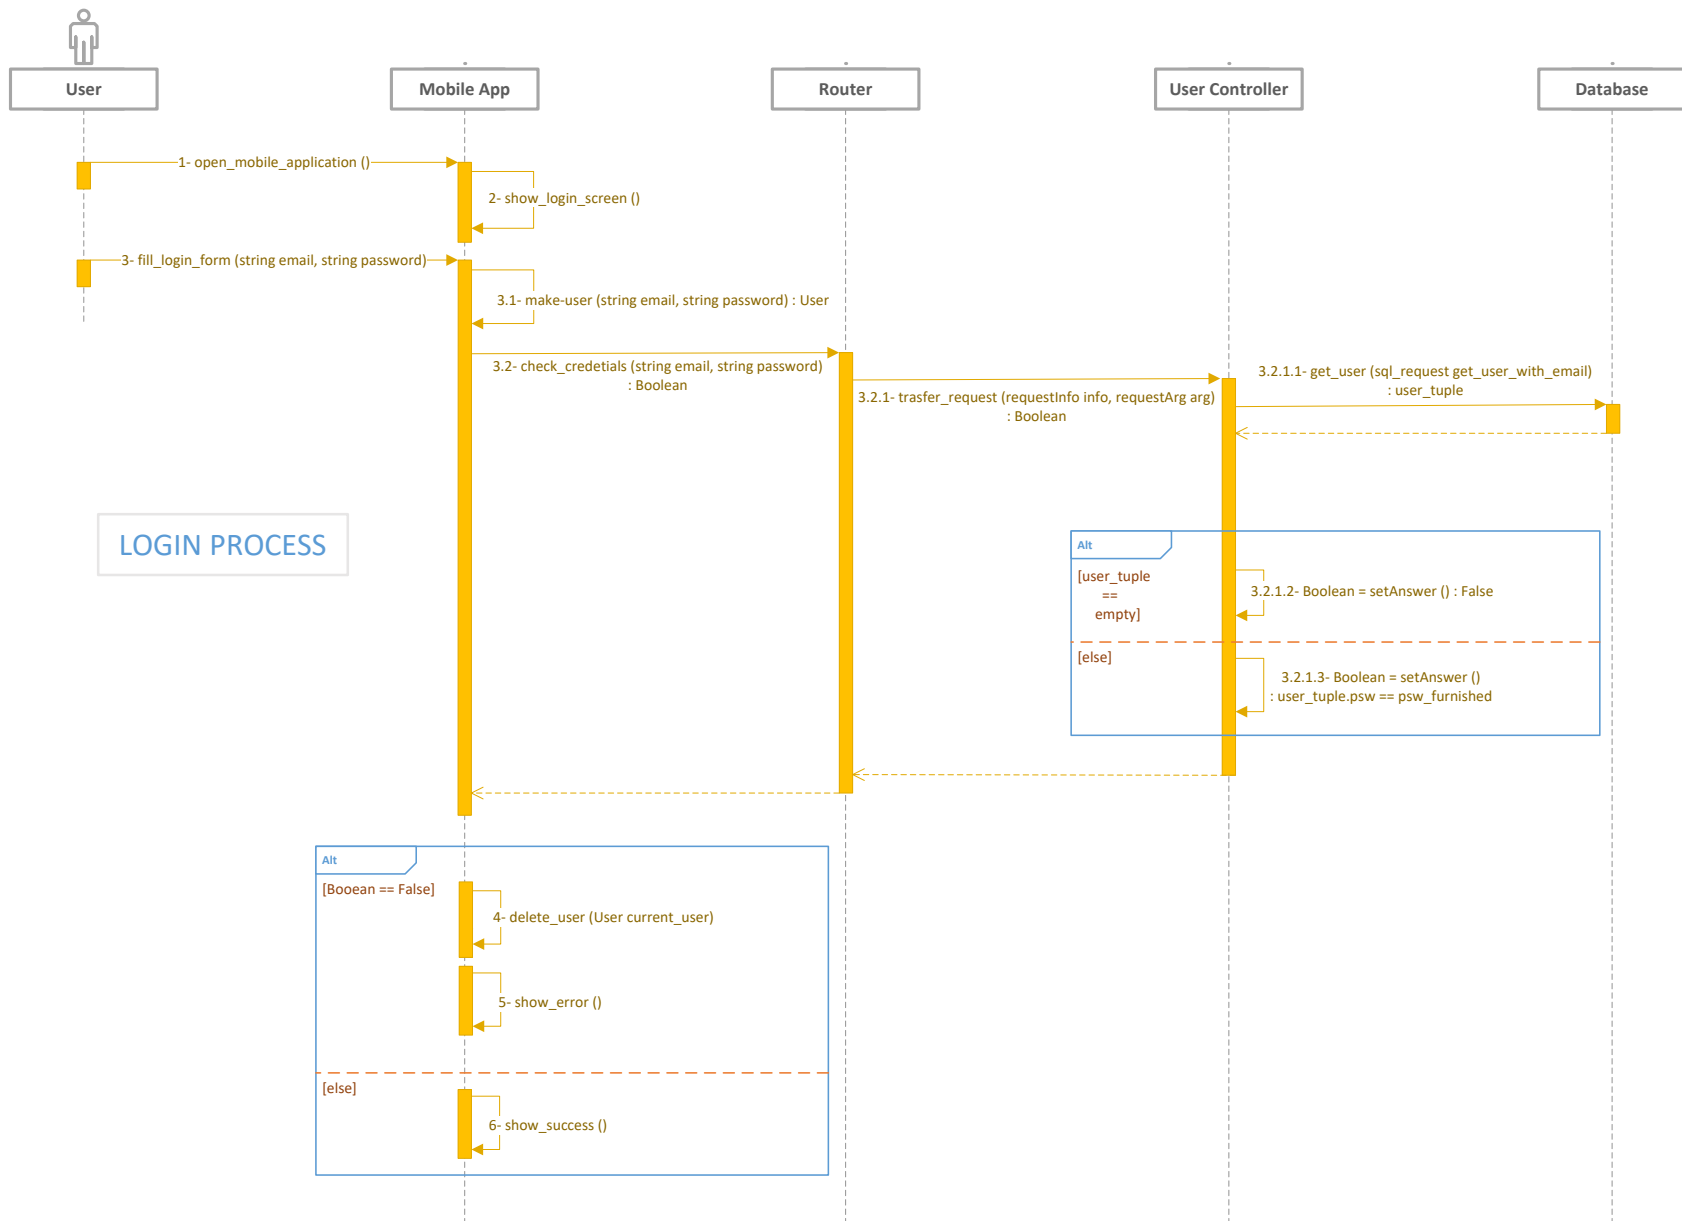 User
Mobile App
Router
User Controller
Database
1- open_mobile_application ()
2- show_login_screen ()
3- fill_login_form (string email, string password)
3.1- make-user (string email, string password) : User
3.2- check_credetials (string email, string password)
: Boolean
3.2.1- trasfer_request (requestInfo info, requestArg arg)
: Boolean
3.2.1.1- get_user (sql_request get_user_with_email)
: user_tuple
LOGIN PROCESS
Alt
[user_tuple
==
empty]
3.2.1.2- Boolean = setAnswer () : False
[else]
3.2.1.3- Boolean = setAnswer ()
: user_tuple.psw == psw_furnished
Alt
[Booean == False]
4- delete_user (User current_user)
5- show_error ()
[else]
6- show_success ()